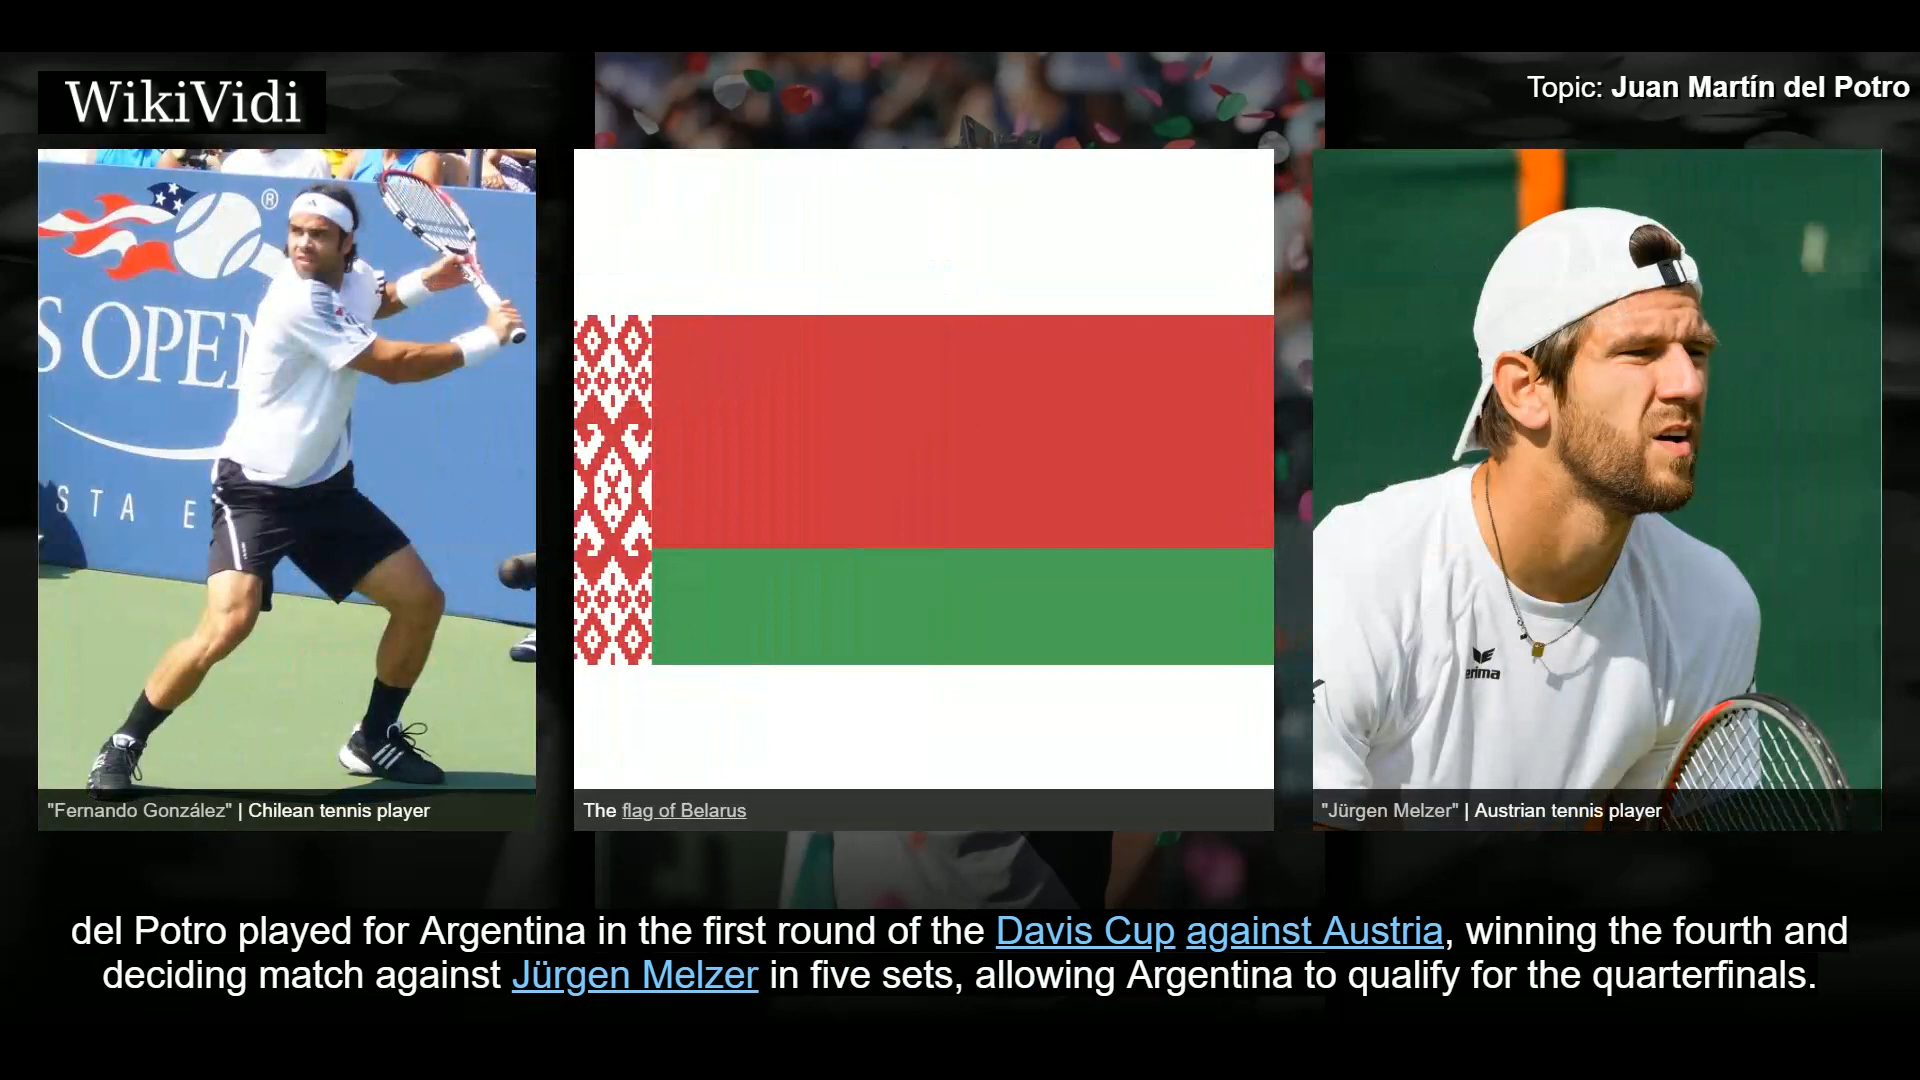 WikiVidi
Topic: Juan Martín del Potro
®
S OPEN
STA E
erima
"Fernando González" | Chilean tennis player
The flag of Belarus
"Jürgen Melzer" | Austrian tennis player
del Potro played for Argentina in the first round of the Davis Cup against Austria, winning the fourth and
deciding match against Jürgen Melzer in five sets, allowing Argentina to qualify for the quarterfinals.